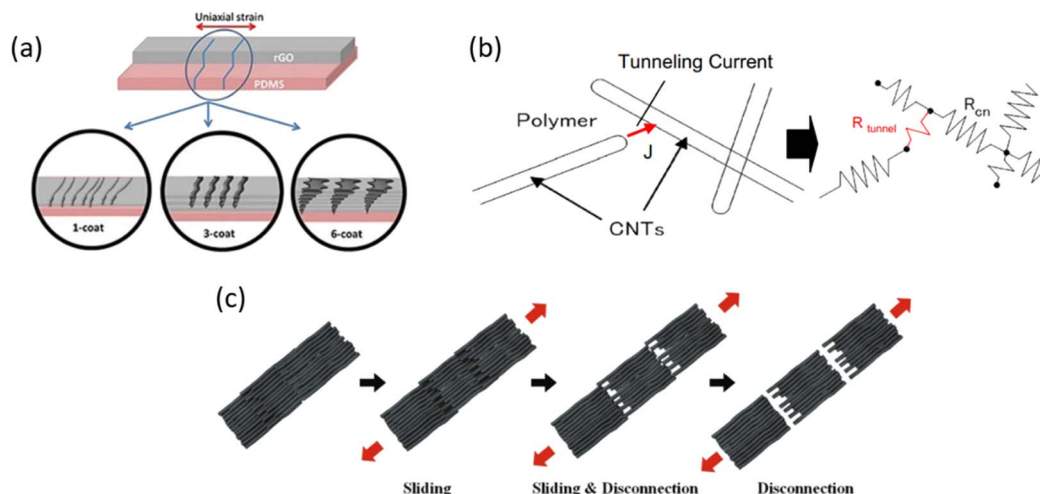 (a)
Uniaxial strain
rGO
PDMS
1-coat
3-coat
6-coat
(b)
Tunneling Current
Polymer
J
CNTs
R tunnel
Rcn
(c)
Sliding
Sliding & Disconnection
Disconnection